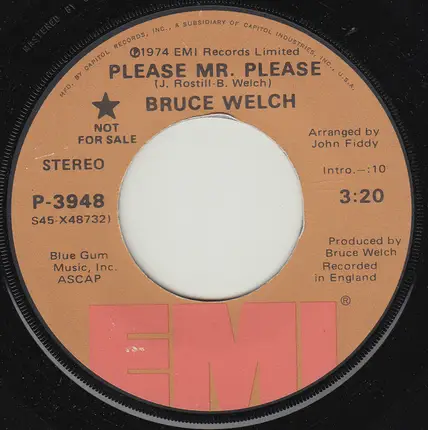 MFD. BY CAPITOL RECORDS, INC., A SUBSIDIARY OF CAPITOL INDUSTRIES, INC., U.S.A.
℗1974 EMI Records Limited
PLEASE MR. PLEASE
(J. Rostill-B. Welch)
BRUCE WELCH
★
NOT
FOR SALE
Arranged by
John Fiddy
STEREO
Intro.–:10
P-3948
3:20
S45-X48732)
Blue Gum
Music, Inc.
ASCAP
Produced by
Bruce Welch
Recorded
in England
EMI®